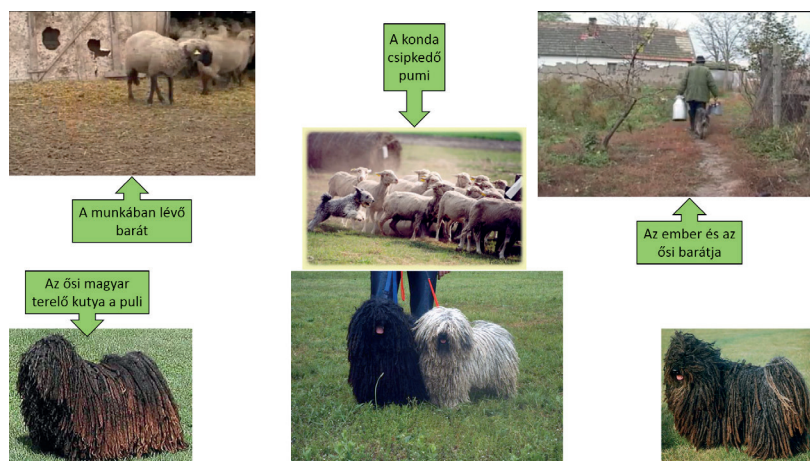 A konda
csipkedő
pumi
A munkában lévő
barát
Az ember és az
ősi barátja
Az ősi magyar
terelő kutya a puli